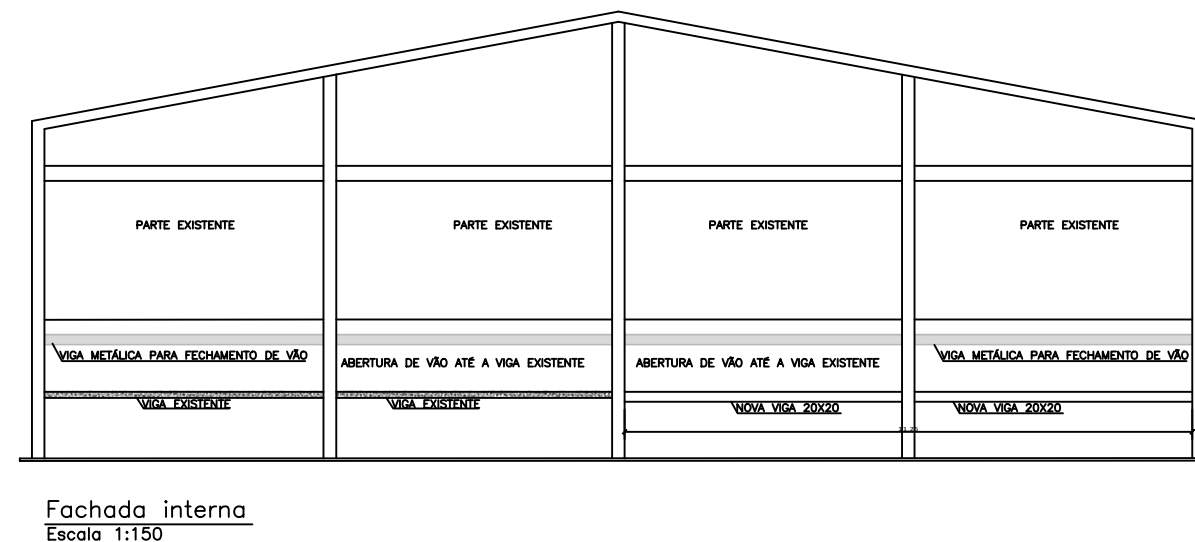 PARTE EXISTENTE
PARTE EXISTENTE
PARTE EXISTENTE
PARTE EXISTENTE
VIGA METÁLICA PARA FECHAMENTO DE VÃO
ABERTURA DE VÃO ATÉ A VIGA EXISTENTE
ABERTURA DE VÃO ATÉ A VIGA EXISTENTE
VIGA METÁLICA PARA FECHAMENTO DE VÃO
VIGA EXISTENTE
VIGA EXISTENTE
NOVA VIGA 20X20
NOVA VIGA 20X20
Fachada interna
Escala 1:150